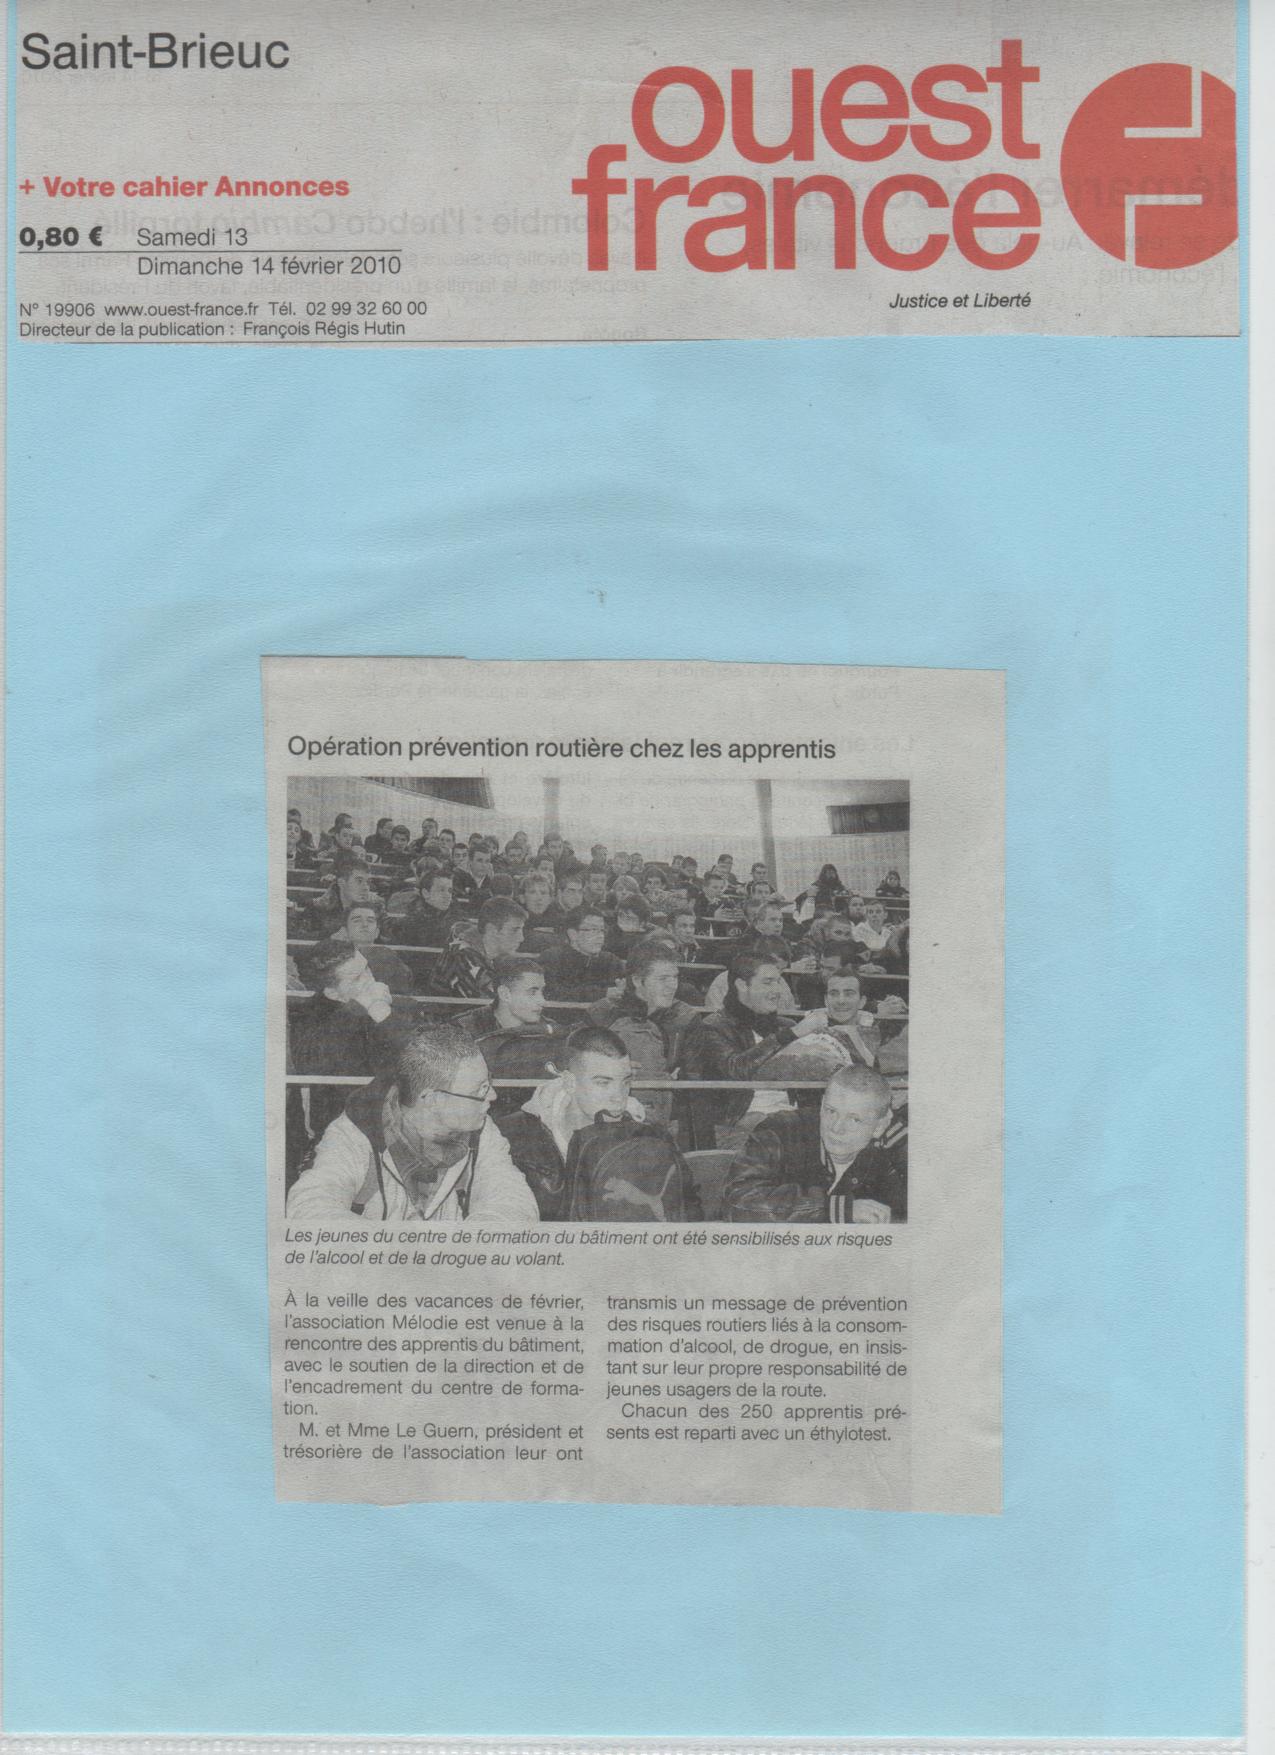 Saint-Brieuc
ouest
france
+ Votre cahier Annonces
0,80 € Samedi 13
Dimanche 14 février 2010
N° 19906 www.ouest-france.fr Tél. 02 99 32 60 00
Directeur de la publication : François Régis Hutin
Justice et Liberté
Opération prévention routière chez les apprentis
Les jeunes du centre de formation du bâtiment ont été sensibilisés aux risques
de l'alcool et de la drogue au volant.
À la veille des vacances de février,
l'association Mélodie est venue à la
rencontre des apprentis du bâtiment,
avec le soutien de la direction et de
l'encadrement du centre de forma-
tion.
M. et Mme Le Guern, président et
trésorière de l'association leur ont
transmis un message de prévention
des risques routiers liés à la consom-
mation d'alcool, de drogue, en insis-
tant sur leur propre responsabilité de
jeunes usagers de la route.
Chacun des 250 apprentis pré-
sents est reparti avec un éthylotest.